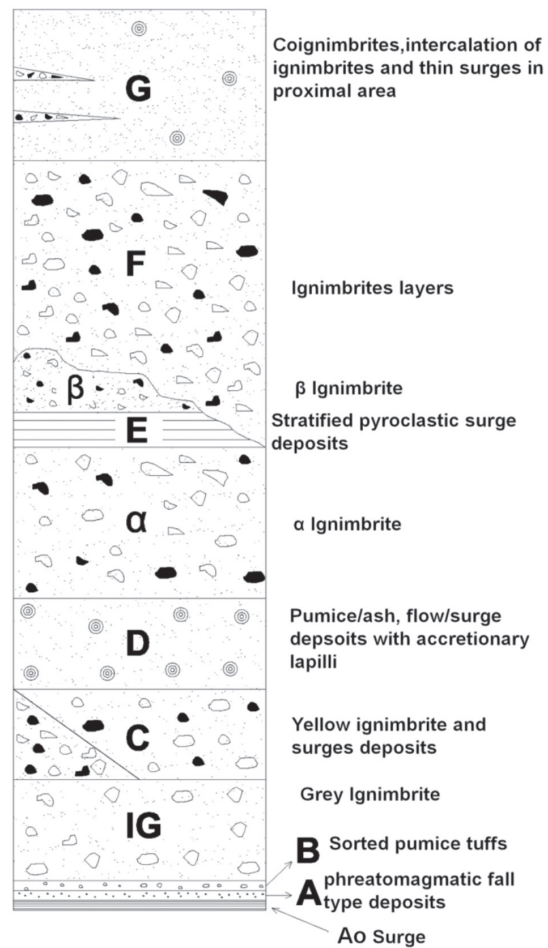 Coignimbrites,intercalation of
ignimbrites and thin surges in
proximal area
G
F
Ignimbrites layers
β
β Ignimbrite
E
Stratified pyroclastic surge
deposits
α
α Ignimbrite
D
Pumice/ash, flow/surge
depsoits with accretionary
lapilli
C
Yellow ignimbrite and
surges deposits
IG
Grey Ignimbrite
B Sorted pumice tuffs
A phreatomagmatic fall
type deposits
Ao Surge